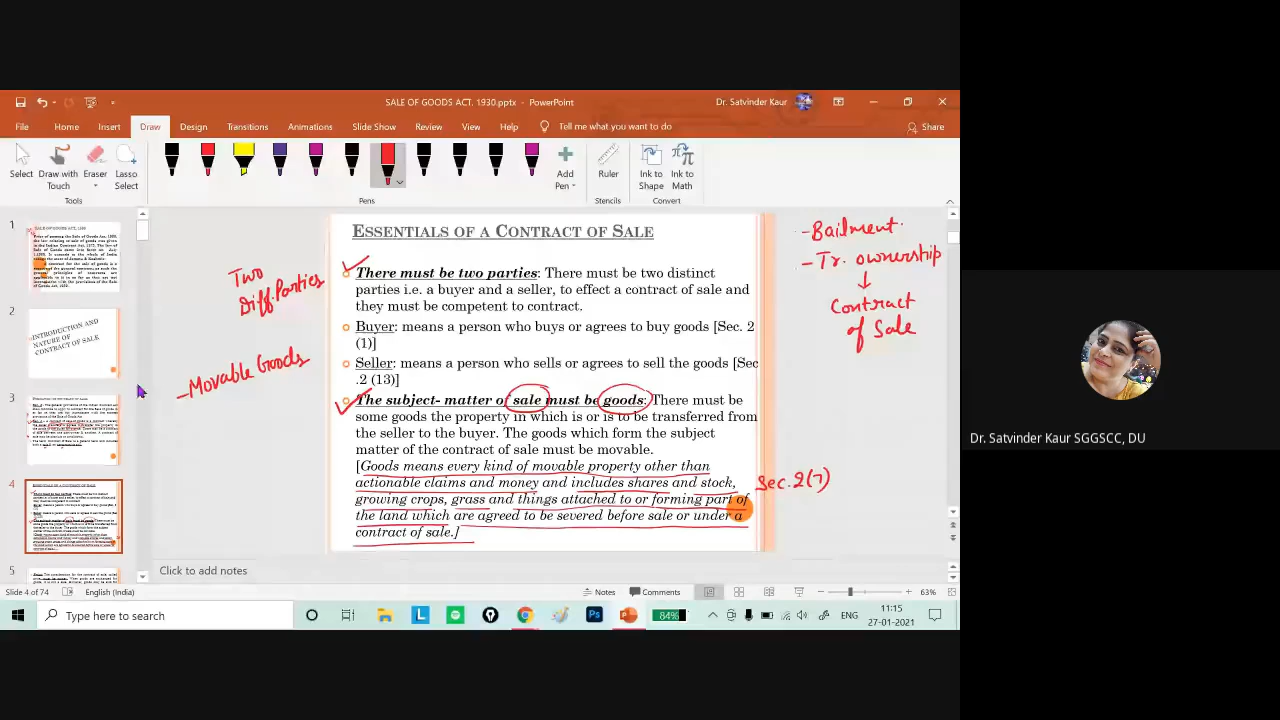 SALE OF GOODS ACT. 1930.pptx - PowerPoint
Dr. Satvinder Kaur
File Home Insert Draw Design Transitions Animations Slide Show Review View Help Tell me what you want to do Share
Select
Draw with Touch
Eraser
Lasso Select
Add Pen
Ruler
Ink to Shape
Ink to Math
Tools
Pens
Stencils
Convert
1
SALE OF GOODS ACT, 1930
2
INTRODUCTION AND
NATURE OF
CONTRACT OF SALE
3
4
5
Two
Diff. Parties
-Movable Goods
ESSENTIALS OF A CONTRACT OF SALE
There must be two parties: There must be two distinct
parties i.e. a buyer and a seller, to effect a contract of sale and
they must be competent to contract.
Buyer: means a person who buys or agrees to buy goods [Sec. 2
(1)]
Seller: means a person who sells or agrees to sell the goods [Sec
.2 (13)]
The subject- matter of sale must be goods: There must be
some goods the property in which is or is to be transferred from
the seller to the buyer. The goods which form the subject
matter of the contract of sale must be movable.
[Goods means every kind of movable property other than
actionable claims and money and includes shares and stock,
growing crops, grass and things attached to or forming part of
the land which are agreed to be severed before sale or under a
contract of sale.]
Sec. 2(7)
- Bailment.
- Tr. ownership
Contract
of Sale
Click to add notes
Slide 4 of 74 English (India) Notes Comments 63%
Type here to search
84% ENG 11:15
27-01-2021
Dr. Satvinder Kaur SGGSCC, DU